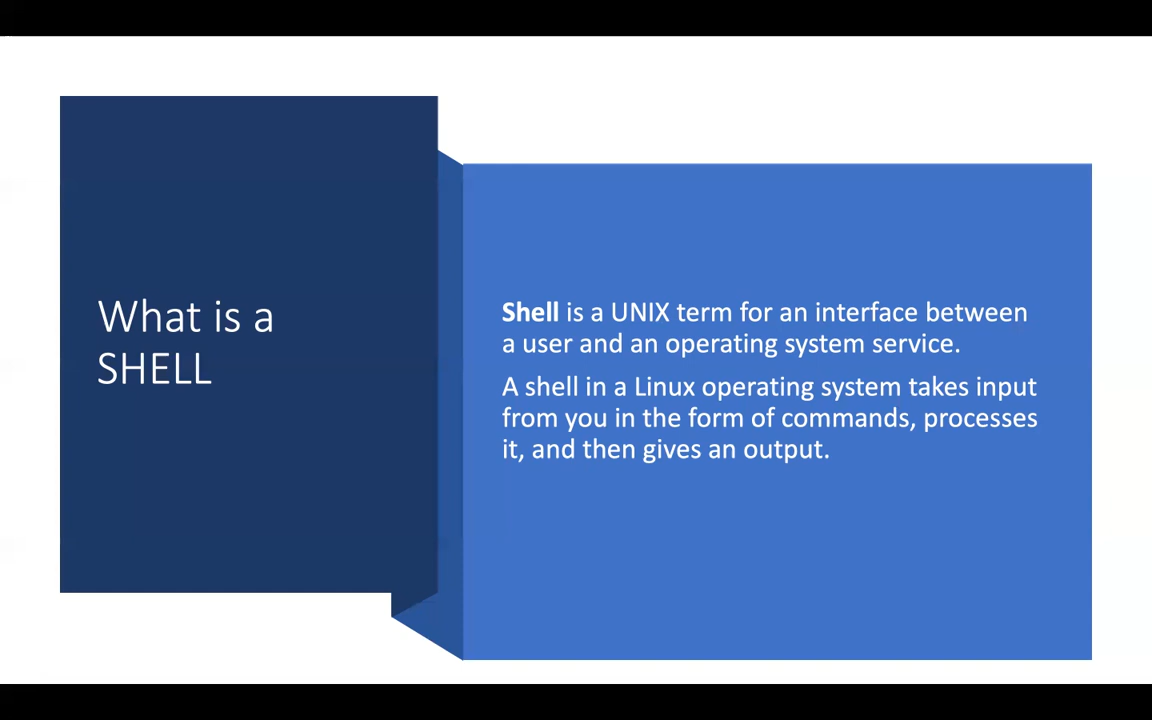 What is a
SHELL
Shell is a UNIX term for an interface between
a user and an operating system service.
A shell in a Linux operating system takes input
from you in the form of commands, processes
it, and then gives an output.